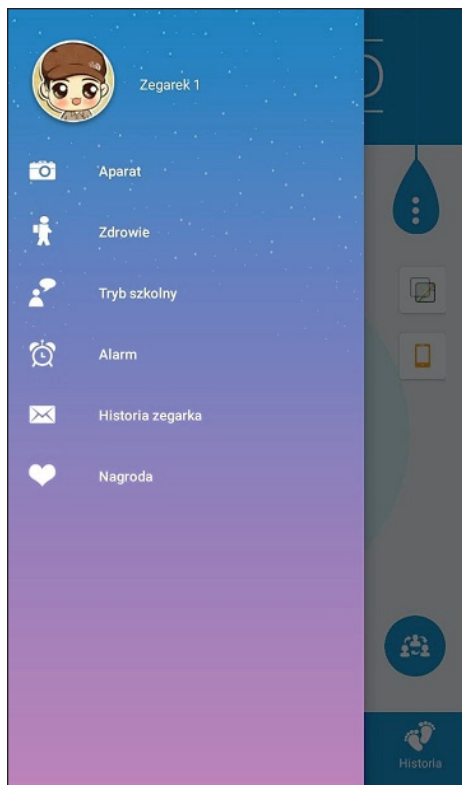 Zegarek 1
Aparat
Zdrowie
Tryb szkolny
Alarm
Historia zegarka
Nagroda
Historia